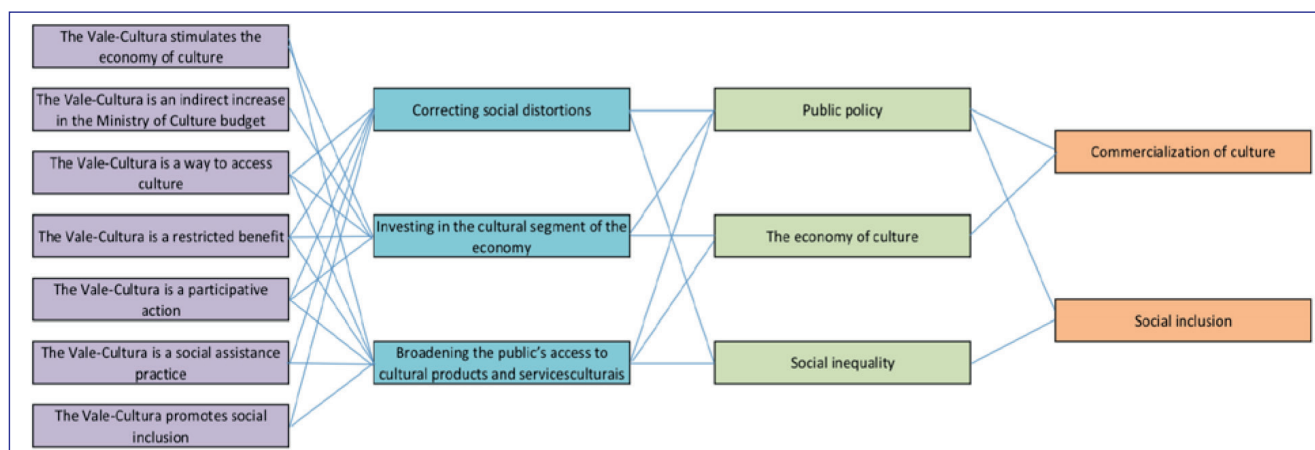 The Vale-Cultura stimulates the
economy of culture
The Vale-Cultura is an indirect increase
in the Ministry of Culture budget
The Vale-Cultura is a way to access
culture
The Vale-Cultura is a restricted benefit
The Vale-Cultura is a participative
action
The Vale-Cultura is a social assistance
practice
The Vale-Cultura promotes social
inclusion
Correcting social distortions
Investing in the cultural segment of the
economy
Broadening the public's access to
cultural products and servicesculturais
Public policy
The economy of culture
Social inequality
Commercialization of culture
Social inclusion